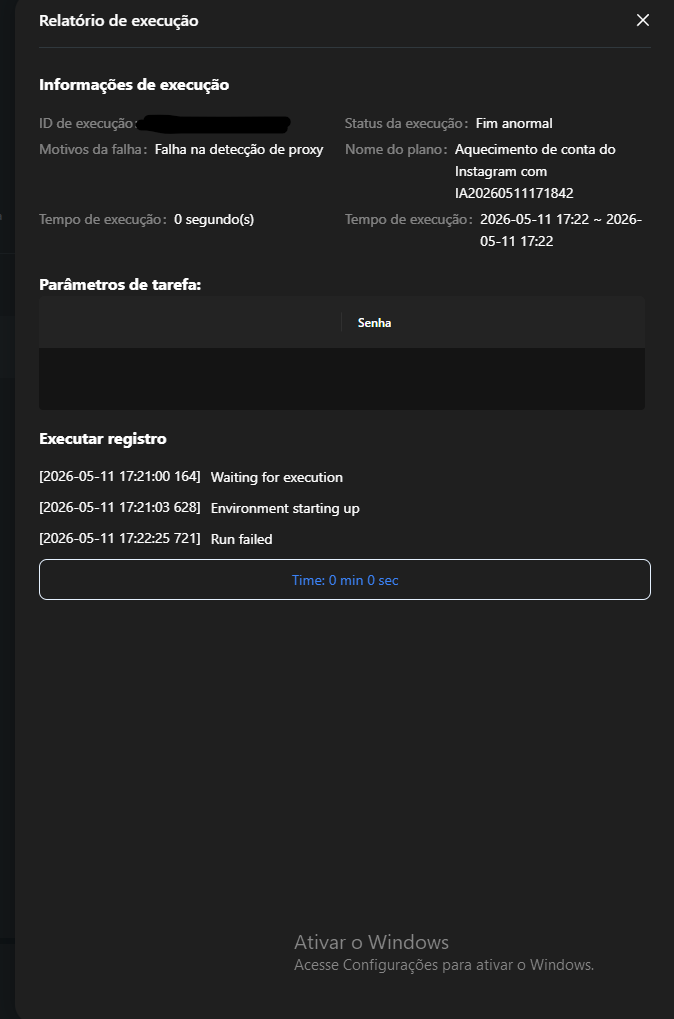 Relatório de execução
Informações de execução
ID de execução:
Status da execução: Fim anormal
Motivos da falha: Falha na detecção de proxy
Nome do plano: Aquecimento de conta do
Instagram com
IA20260511171842
Tempo de execução: 0 segundo(s)
Tempo de execução: 2026-05-11 17:22 ~ 2026-
05-11 17:22
Parâmetros de tarefa:
Senha
Executar registro
[2026-05-11 17:21:00 164] Waiting for execution
[2026-05-11 17:21:03 628] Environment starting up
[2026-05-11 17:22:25 721] Run failed
Time: 0 min 0 sec
Ativar o Windows
Acesse Configurações para ativar o Windows.